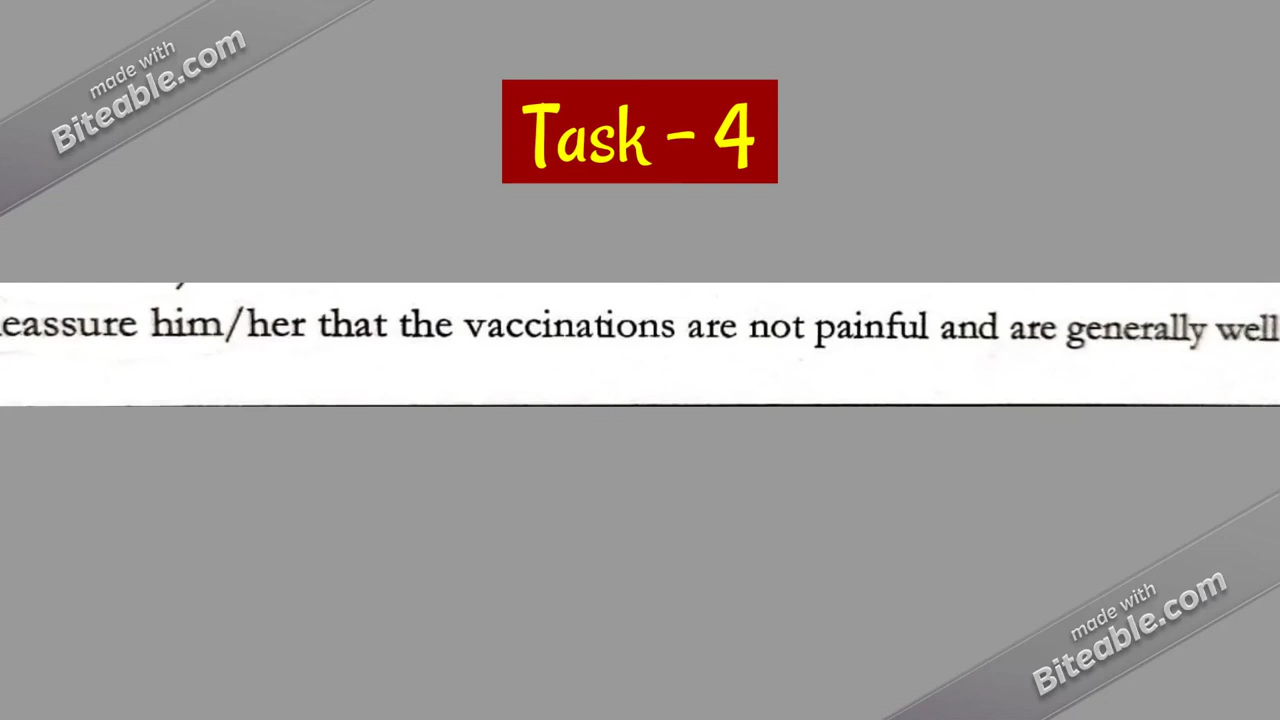 made with
Biteable.com
Task - 4
eassure him/her that the vaccinations are not painful and are generally well
made with
Biteable.com